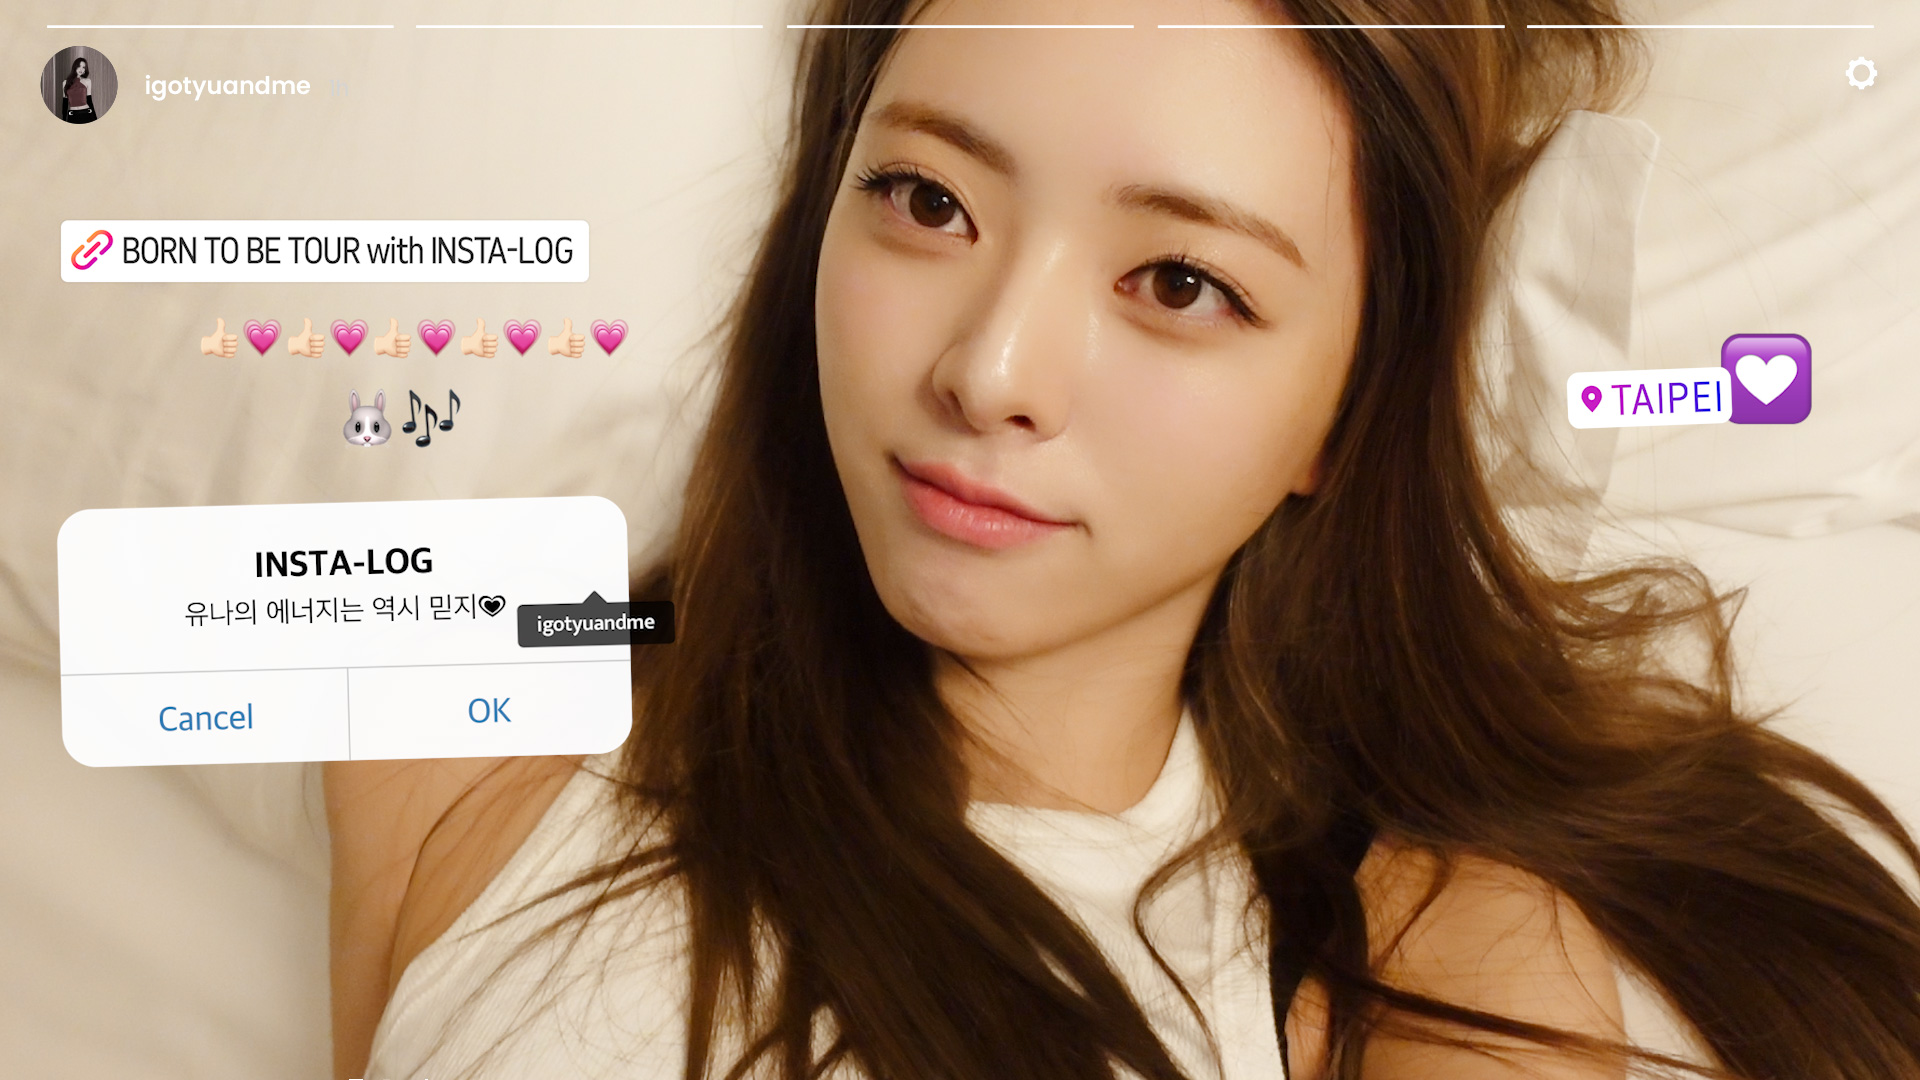 igotyuandme
BORN TO BE TOUR with INSTA-LOG
TAIPEI
INSTA-LOG
유나의 에너지는 역시 믿지
igotyuandme
Cancel
OK